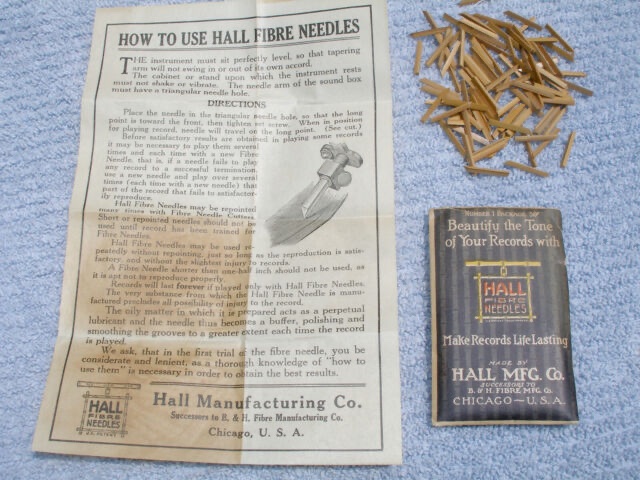 HOW TO USE HALL FIBRE NEEDLES
THE instrument must sit perfectly level, so that tapering
arm will not swing in or out of its own accord.
The cabinet or stand upon which the instrument rests
must not shake or vibrate. The needle arm of the sound box
must have a triangular needle hole.
DIRECTIONS
Place the needle in the triangular needle hole, so that the long
point is toward the front, then tighten set screw. When in position
for playing record, needle will travel on the long point. (See cut.)
Before satisfactory results are obtained in playing some records
it may be necessary to play them several
times and each time with a new Fibre
Needle, that is, if a needle fails to play
any record to a successful termination,
use a new needle and play over several
times (each time with a new needle) that
part of the record that fails to satisfactor-
ily reproduce.
Hall Fibre Needles may be repointed
many times with Fibre Needle Cutters.
Short or repointed needles should not be
used until record has been trained for
Fibre Needles.
Hall Fibre Needles may be used re-
peatedly without repointing, just so long as the reproduction is satis-
factory, and without the slightest injury to records.
A Fibre Needle shorter than one-half inch should not be used, as
it is apt not to reproduce properly.
Records will last forever if played only with Hall Fibre Needles.
The very substance from which the Hall Fibre Needle is manu-
factured precludes all possibility of injury to the record.
The oily matter in which it is prepared acts as a perpetual
lubricant and the needle thus becomes a buffer, polishing and
smoothing the grooves to a greater extent each time the record
is played.
We ask, that in the first trial of the fibre needle, you be
considerate and lenient, as a thorough knowledge of "how to
use them" is necessary in order to obtain the best results.
HALL
FIBRE
NEEDLES
Hall Manufacturing Co.
Successors to B. & H. Fibre Manufacturing Co.
Chicago, U. S. A.
NUMBER 1 PACKAGE
Beautify the Tone
of Your Records with
HALL
FIBRE
NEEDLES
Make Records Life Lasting
MADE BY
HALL MFG. CO.
SUCCESSORS TO
B. & H. FIBRE MFG. CO.
CHICAGO - U. S. A.